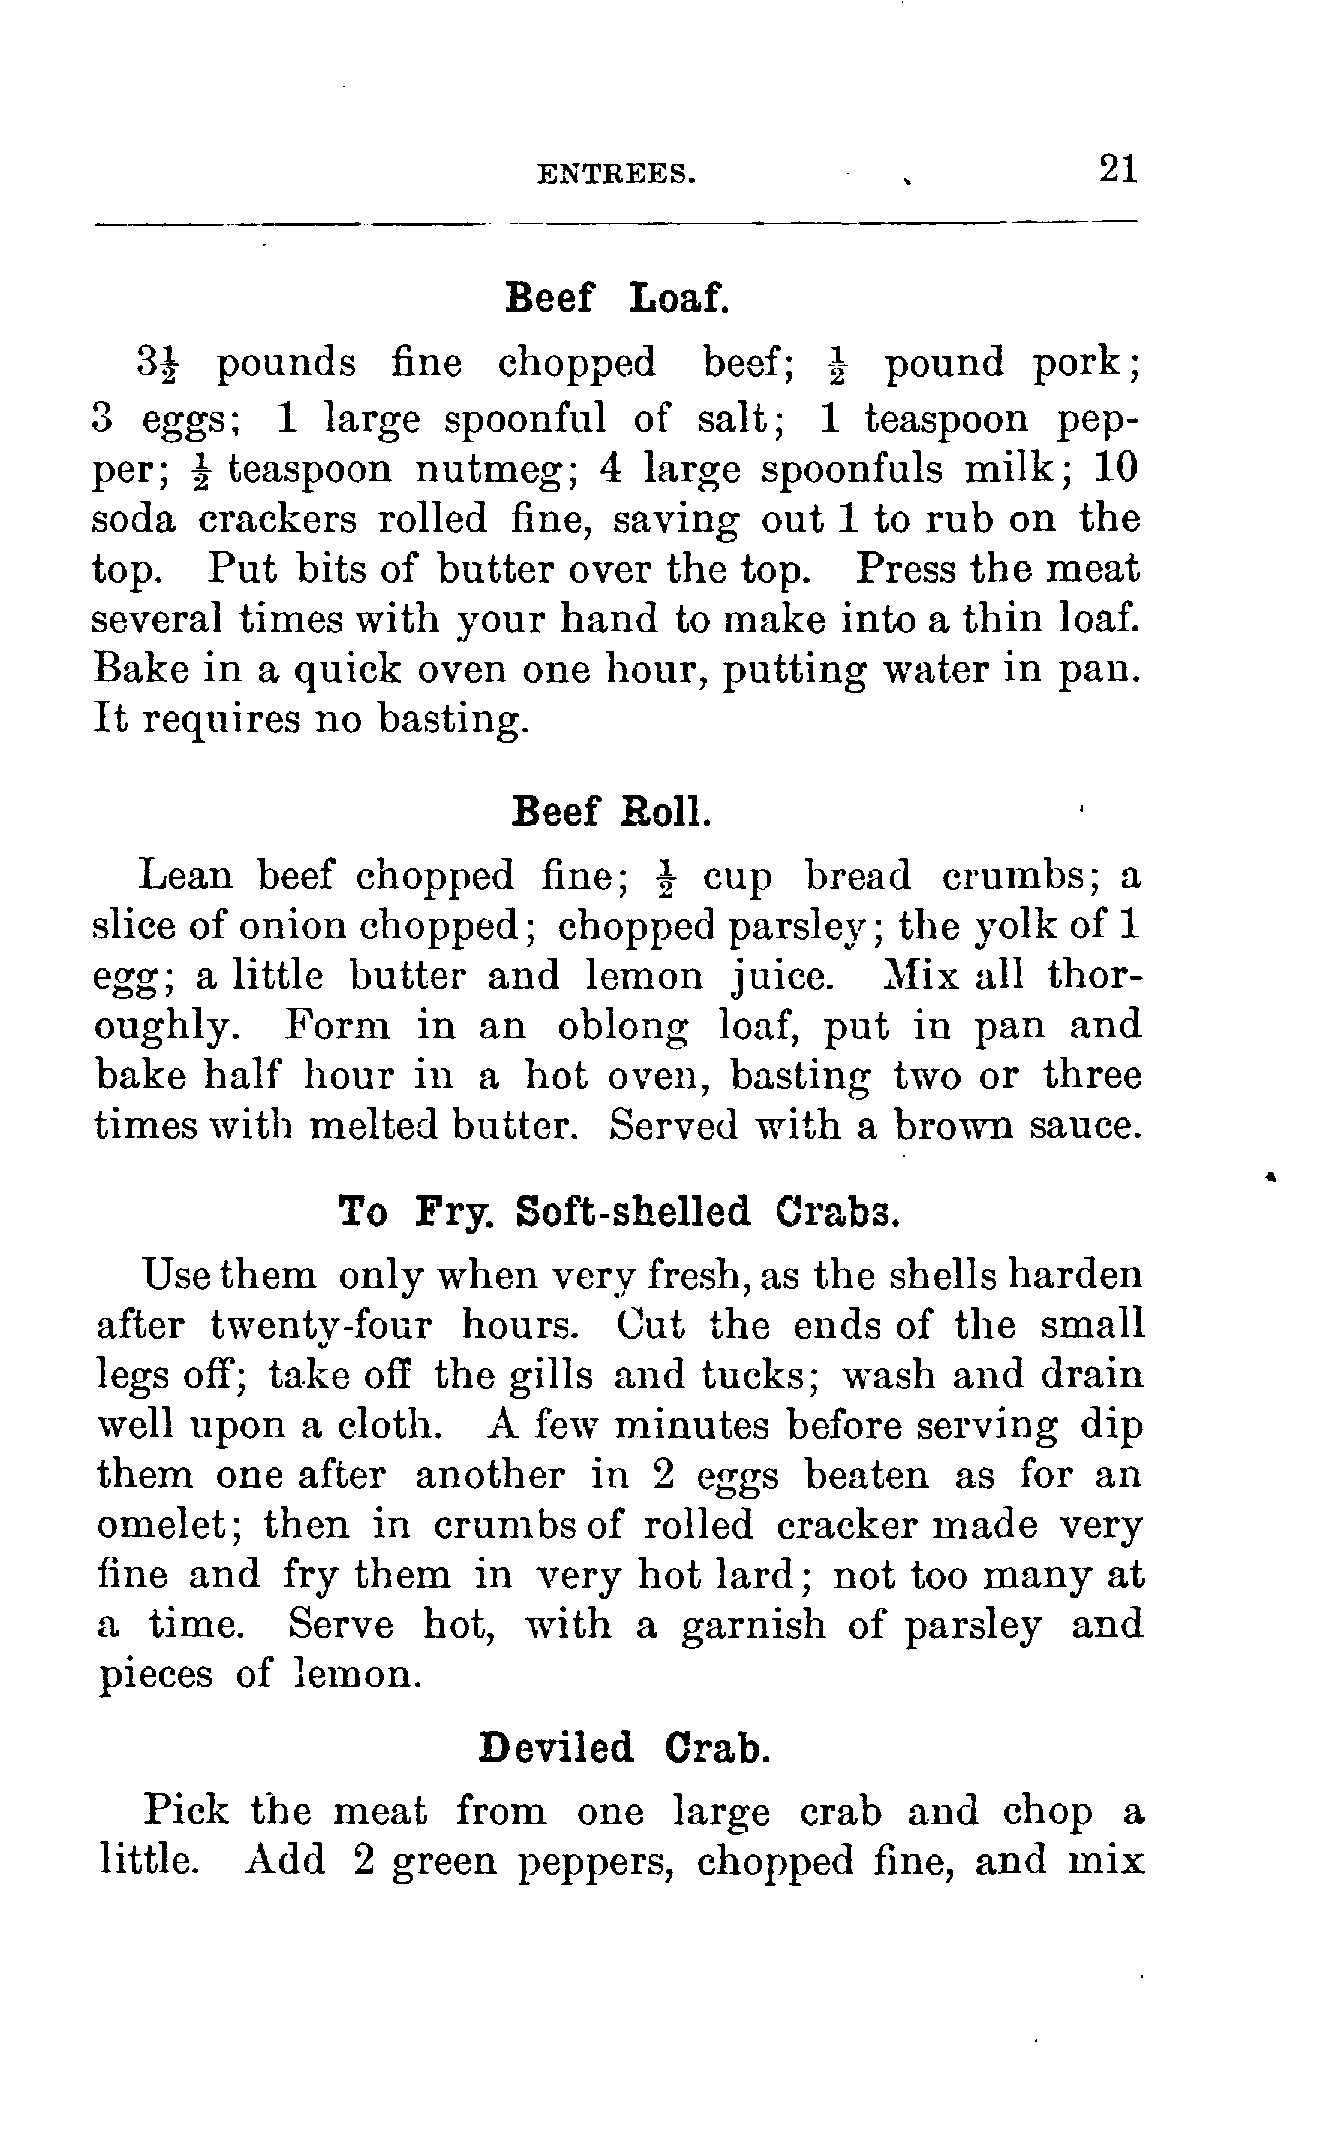 ENTREES. 21
Beef Loaf.
3½ pounds fine chopped beef; ½ pound pork;
3 eggs; 1 large spoonful of salt; 1 teaspoon pep-
per; ½ teaspoon nutmeg; 4 large spoonfuls milk; 10
soda crackers rolled fine, saving out 1 to rub on the
top. Put bits of butter over the top. Press the meat
several times with your hand to make into a thin loaf.
Bake in a quick oven one hour, putting water in pan.
It requires no basting.
Beef Roll.
Lean beef chopped fine; ½ cup bread crumbs; a
slice of onion chopped; chopped parsley; the yolk of 1
egg; a little butter and lemon juice. Mix all thor-
oughly. Form in an oblong loaf, put in pan and
bake half hour in a hot oven, basting two or three
times with melted butter. Served with a brown sauce.
To Fry. Soft-shelled Crabs.
Use them only when very fresh, as the shells harden
after twenty-four hours. Cut the ends of the small
legs off; take off the gills and tucks; wash and drain
well upon a cloth. A few minutes before serving dip
them one after another in 2 eggs beaten as for an
omelet; then in crumbs of rolled cracker made very
fine and fry them in very hot lard; not too many at
a time. Serve hot, with a garnish of parsley and
pieces of lemon.
Deviled Crab.
Pick the meat from one large crab and chop a
little. Add 2 green peppers, chopped fine, and mix